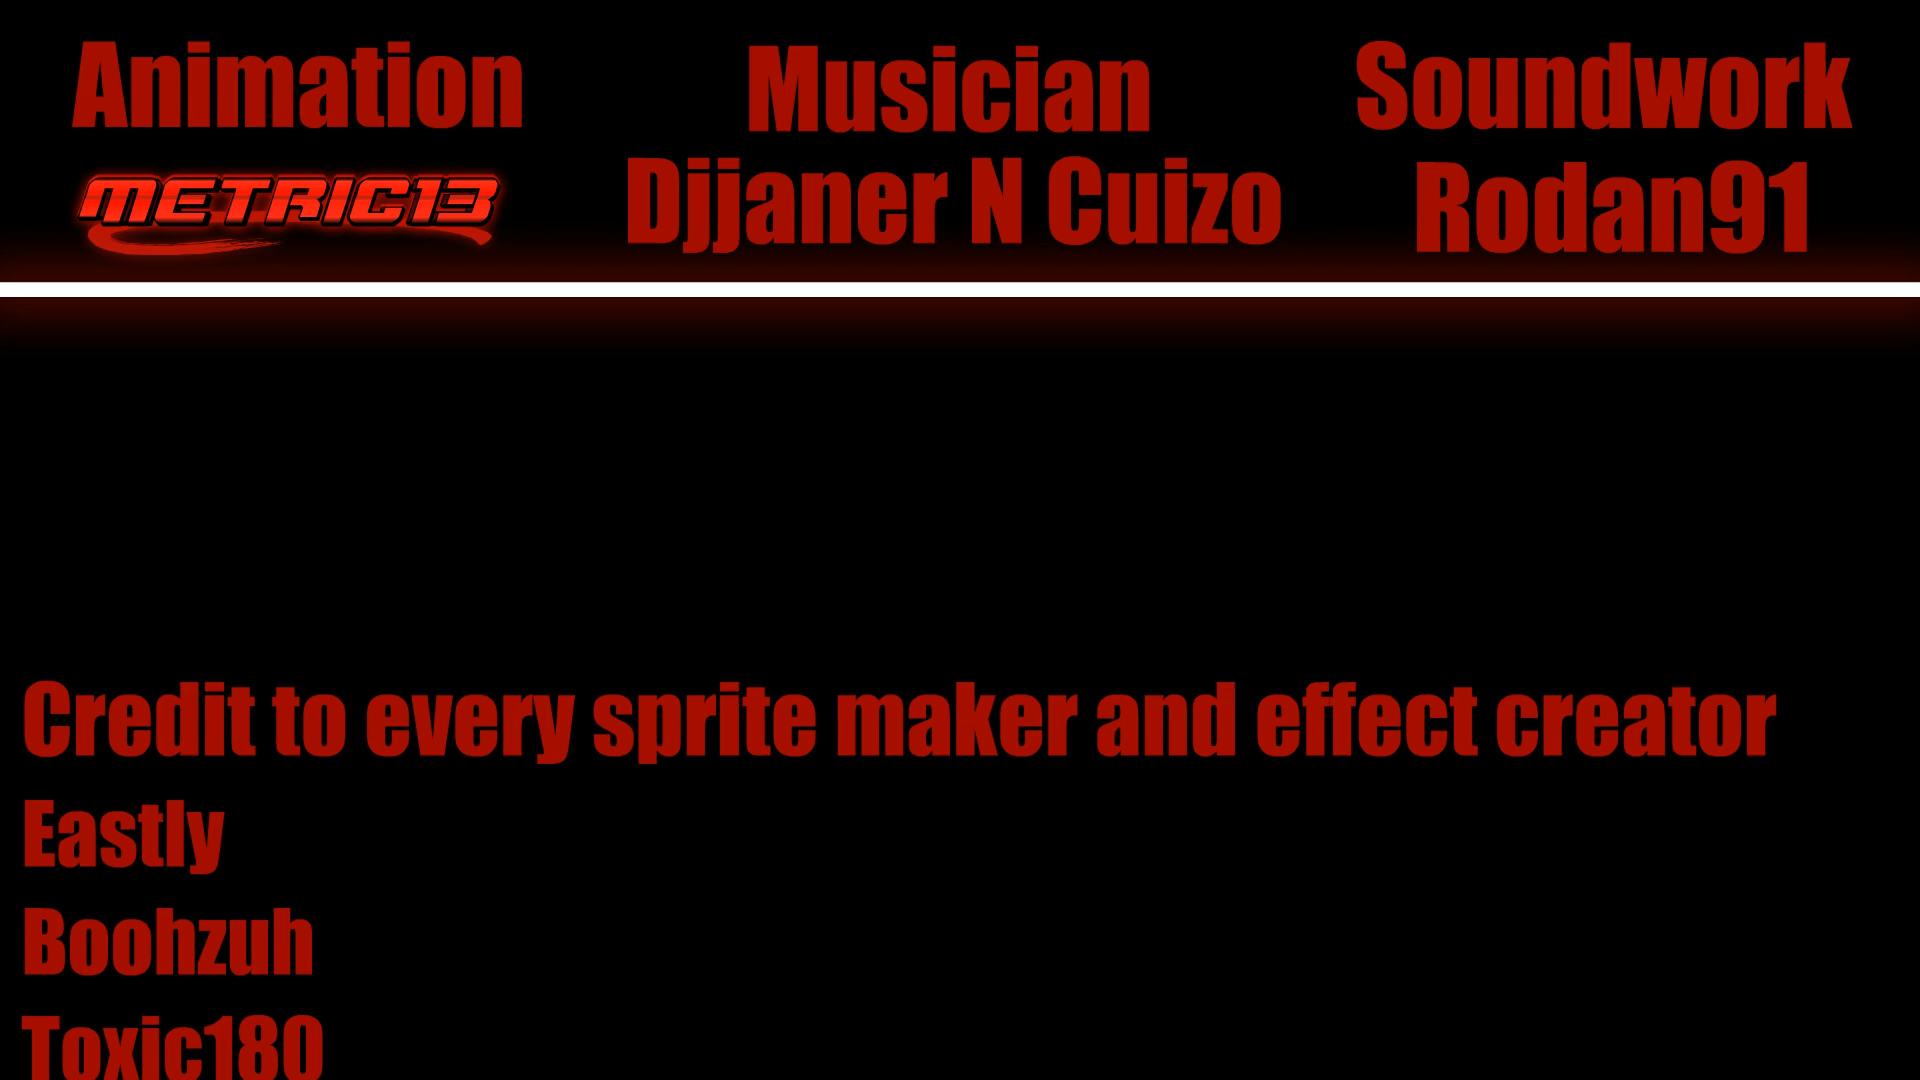 Animation
METRIC13
Musician
Djjaner N Cuizo
Soundwork
Rodan91
Credit to every sprite maker and effect creator
Eastly
Boohzuh
Toxic180